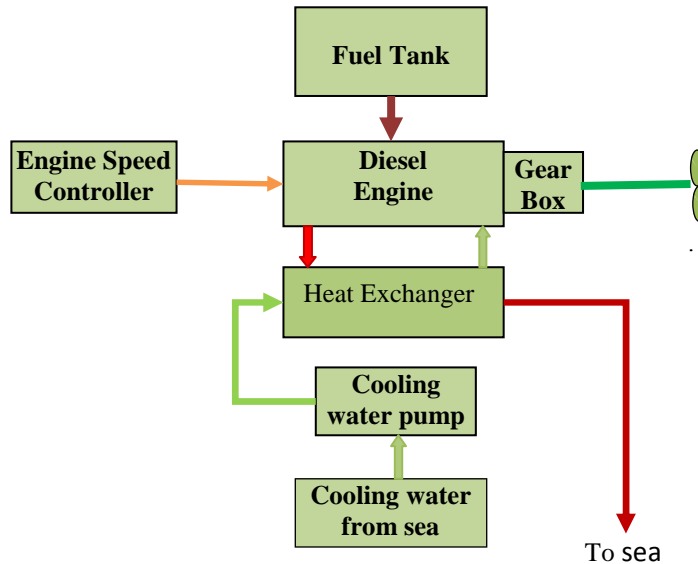 Fuel Tank
Engine Speed
Controller
Diesel
Engine
Gear
Box
.
Heat Exchanger
Cooling
water pump
Cooling water
from sea
To sea